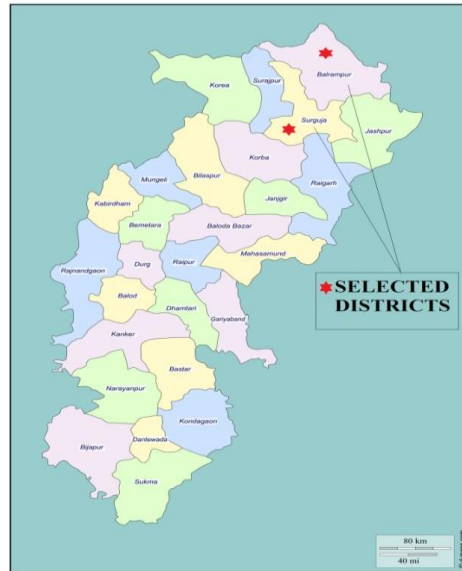 Balrampur
Surajpur
Korea
Surguja
Jashpur
Korba
Bilaspur
Mungeli
Raigarh
Janjgir
Kabirdham
Bemetara
Baloda Bazar
Mahasamund
Rajnandgaon
Durg
Raipur
Balod
Dhamtari
Gariyaband
SELECTED
DISTRICTS
Kanker
Bastar
Narayanpur
Kondagaon
Dantewada
Bijapur
Sukma
80 km
40 mi